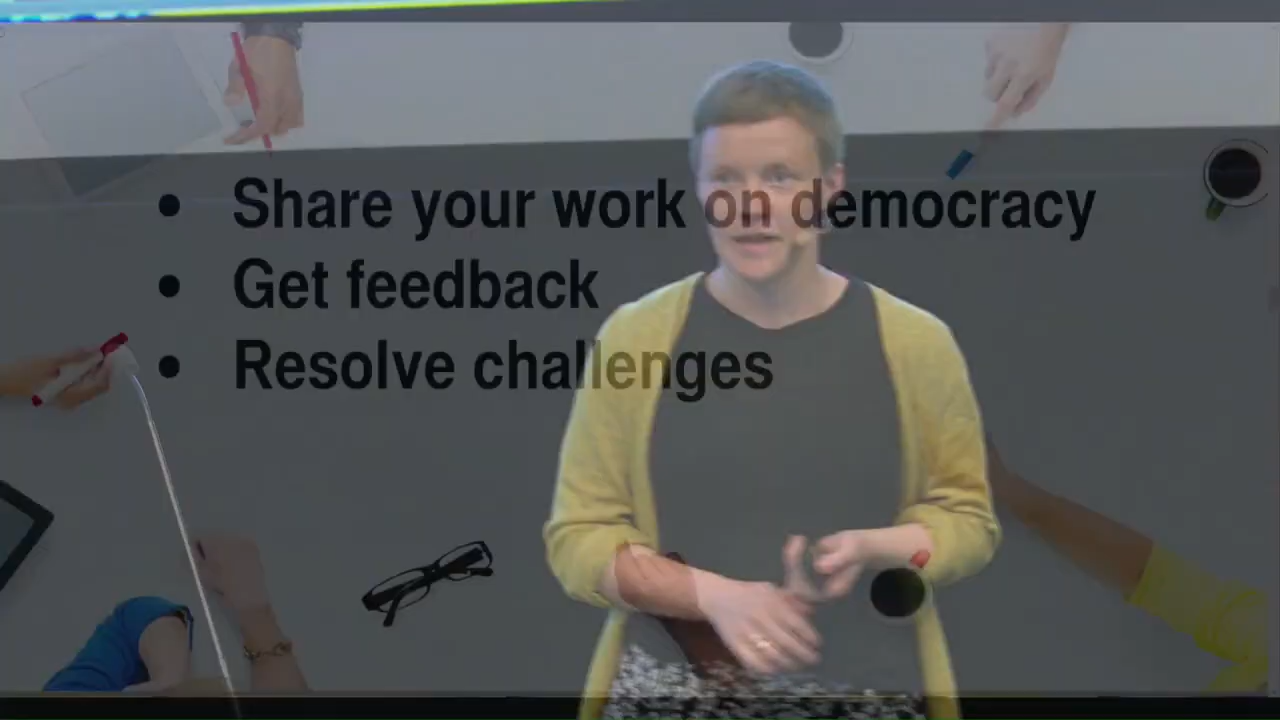 • Share your work on democracy
• Get feedback
• Resolve challenges